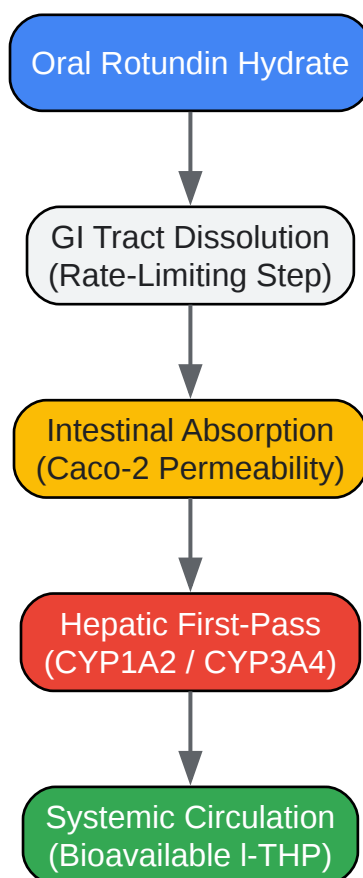 Oral Rotundin Hydrate
GI Tract Dissolution
(Rate-Limiting Step)
Intestinal Absorption
(Caco-2 Permeability)
Hepatic First-Pass
(CYP1A2 / CYP3A4)
Systemic Circulation
(Bioavailable l-THP)